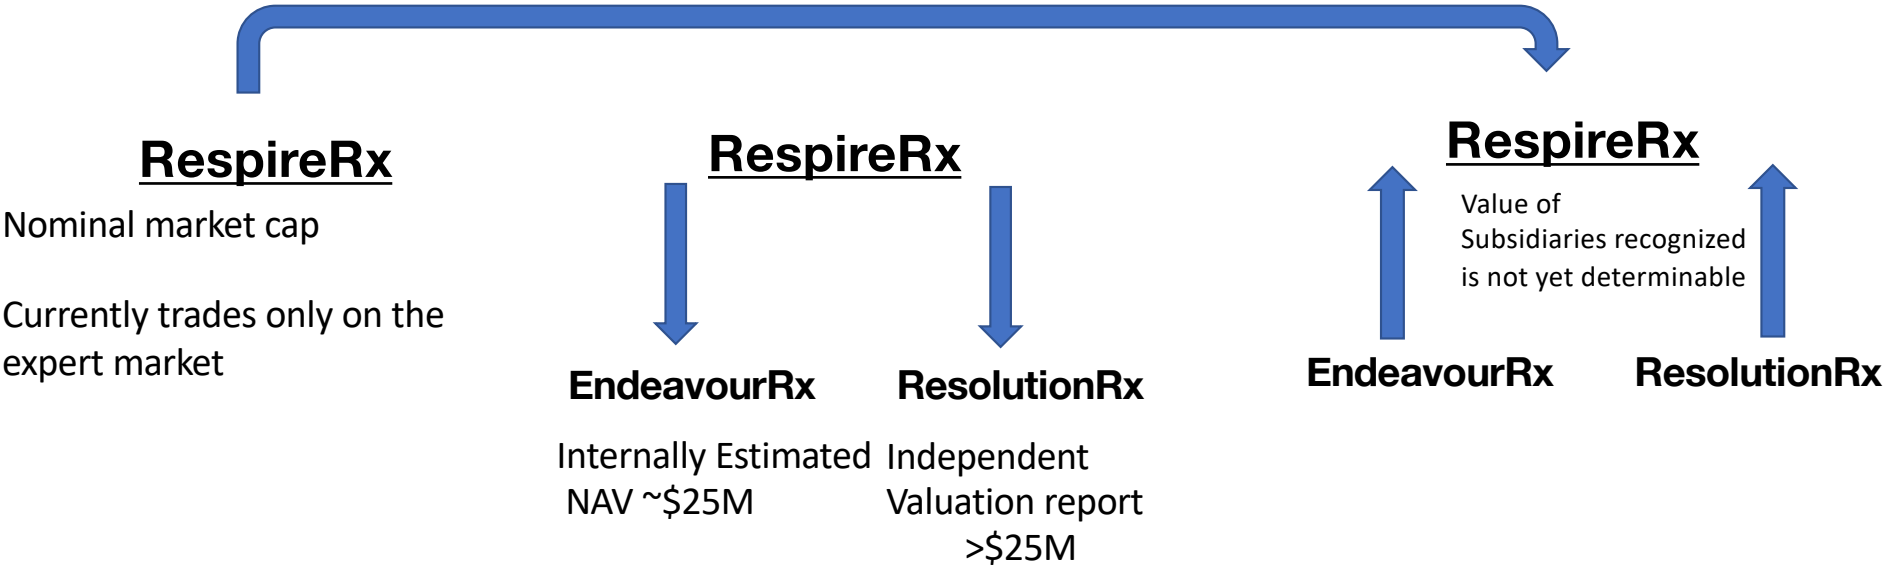 RespireRx
Nominal market cap
Currently trades only on the
expert market
RespireRx
EndeavourRx
Internally Estimated
NAV ~$25M
ResolutionRx
Independent
Valuation report
>$25M
RespireRx
Value of
Subsidiaries recognized
is not yet determinable
EndeavourRx
ResolutionRx